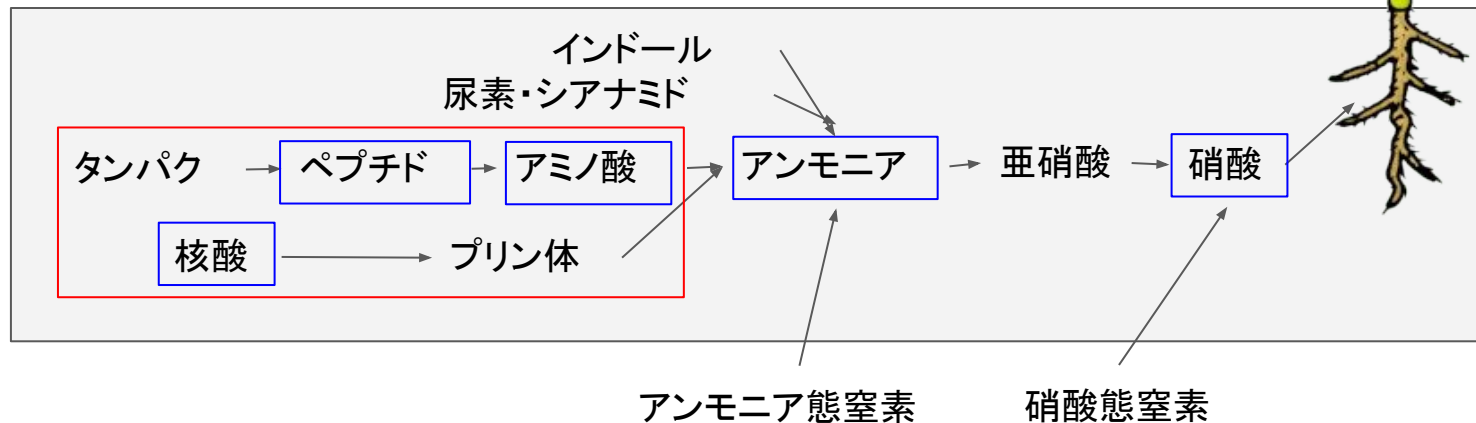 インドール
尿素・シアナミド
タンパク ペプチド アミノ酸 アンモニア 亜硝酸 硝酸
核酸 プリン体
アンモニア態窒素 硝酸態窒素